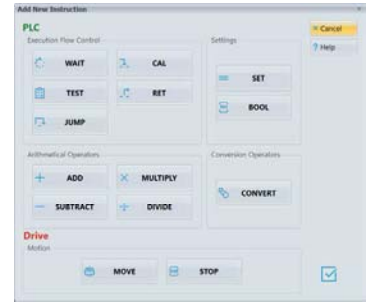 Add New Instruction
PLC
Execution Flow Control
WAIT
CAL
TEST
RET
JUMP
Settings
SET
BOOL
Cancel
? Help
Arithmetical Operators
ADD
MULTIPLY
SUBTRACT
DIVIDE
Conversion Operators
CONVERT
Drive
Motion
MOVE
STOP